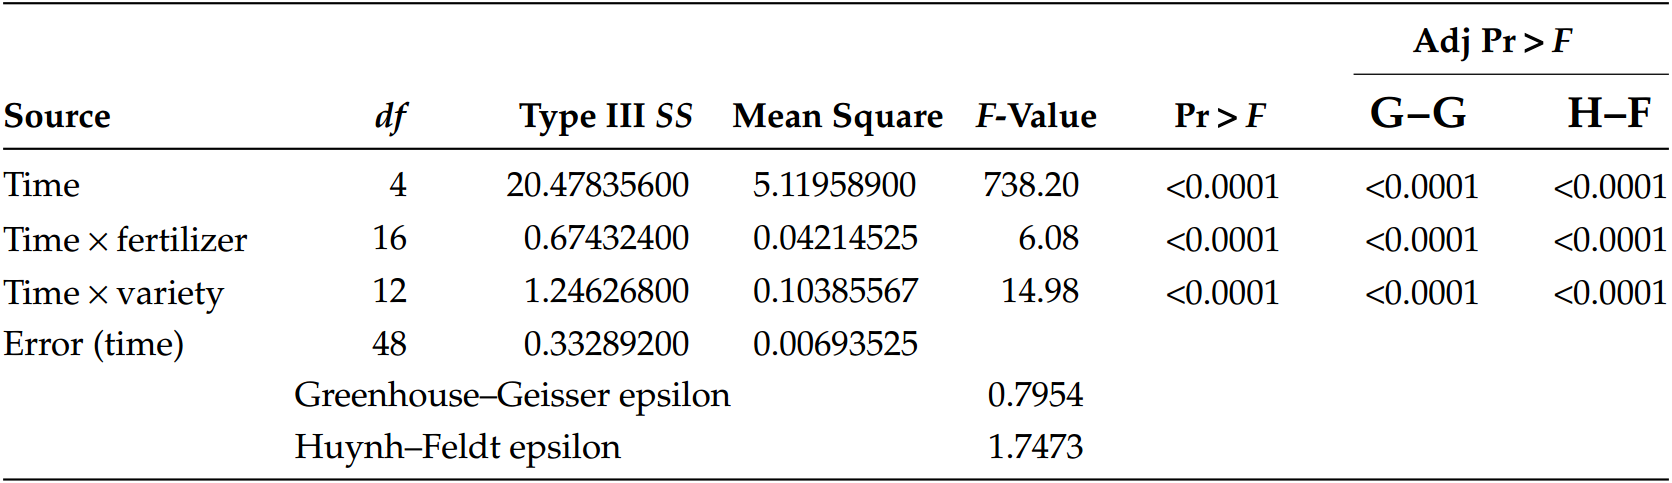 Adj Pr > F
Source df Type III SS Mean Square F-Value Pr > F G–G H–F
Time 4 20.47835600 5.11958900 738.20 <0.0001 <0.0001 <0.0001
Time × fertilizer 16 0.67432400 0.04214525 6.08 <0.0001 <0.0001 <0.0001
Time × variety 12 1.24626800 0.10385567 14.98 <0.0001 <0.0001 <0.0001
Error (time) 48 0.33289200 0.00693525
Greenhouse–Geisser epsilon 0.7954
Huynh–Feldt epsilon 1.7473